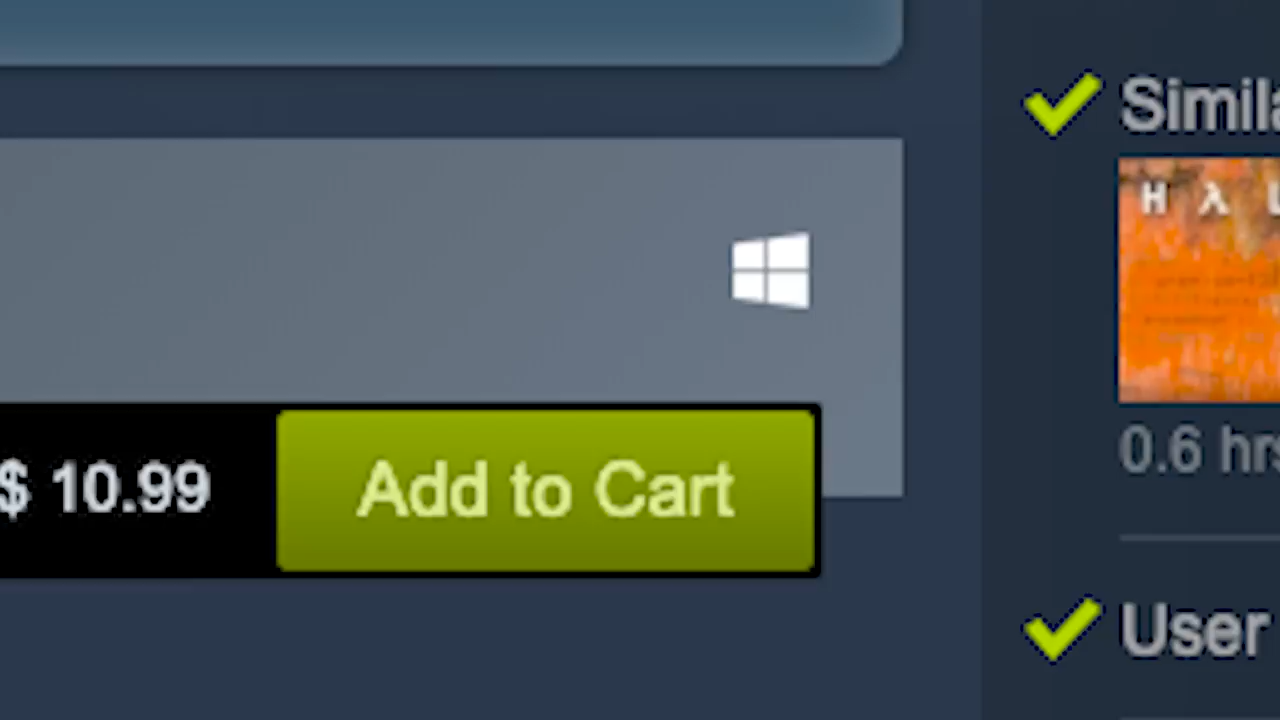 $ 10.99
Add to Cart
Simila
H λ L
0.6 hrs
User